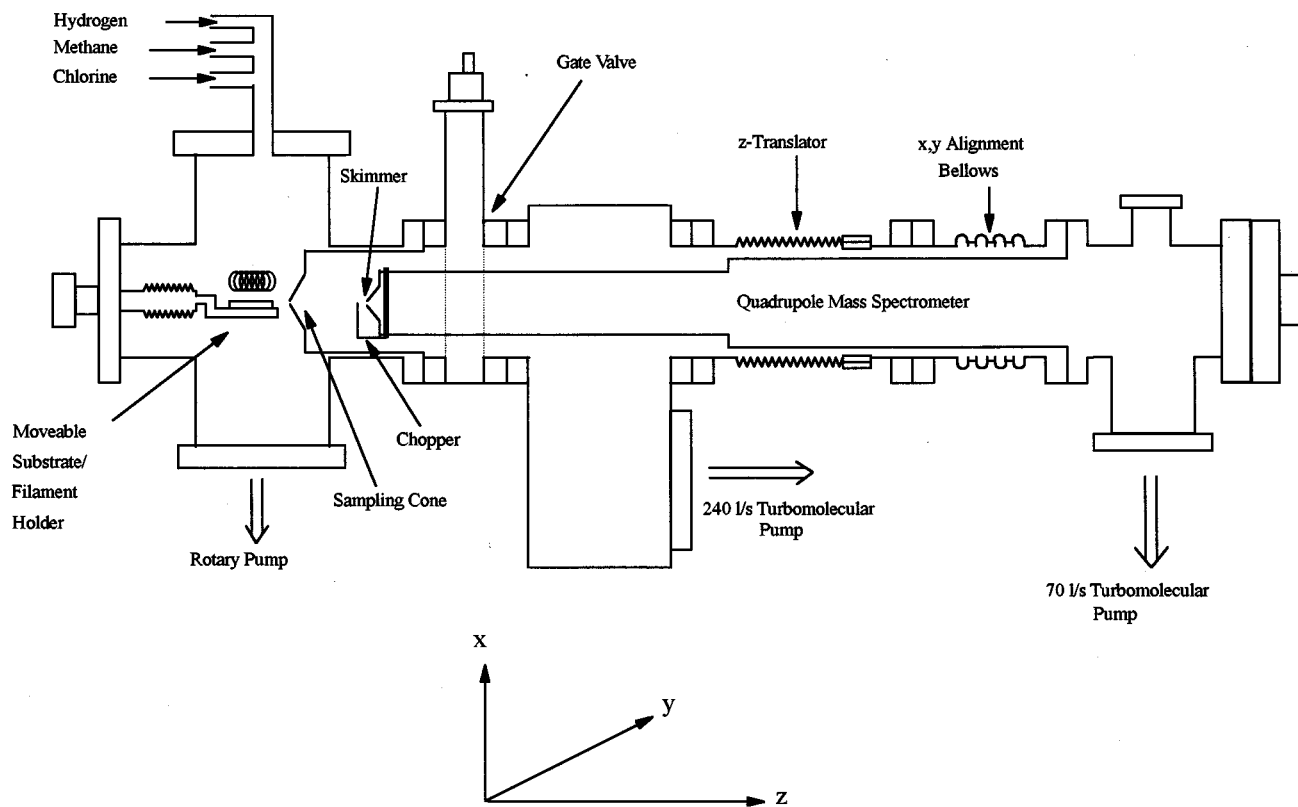 Hydrogen
Methane
Chlorine
Gate Valve
Skimmer
z-Translator
x,y Alignment
Bellows
Quadrupole Mass Spectrometer
Moveable
Substrate/
Filament
Holder
Chopper
Sampling Cone
Rotary Pump
240 l/s Turbomolecular
Pump
70 l/s Turbomolecular
Pump
x
y
z